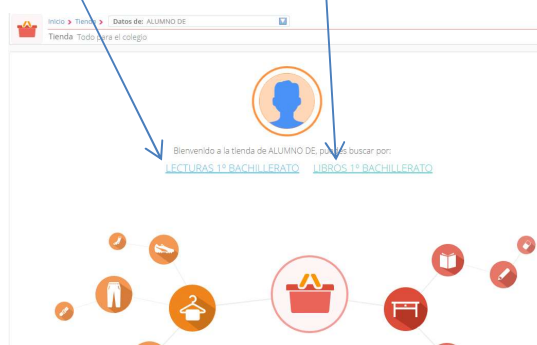 Inicio > Tienda > Datos de: ALUMNO DE
Tienda Todo para el colegio
Bienvenido a la tienda de ALUMNO DE, puedes buscar por:
LECTURAS 1º BACHILLERATO LIBROS 1º BACHILLERATO